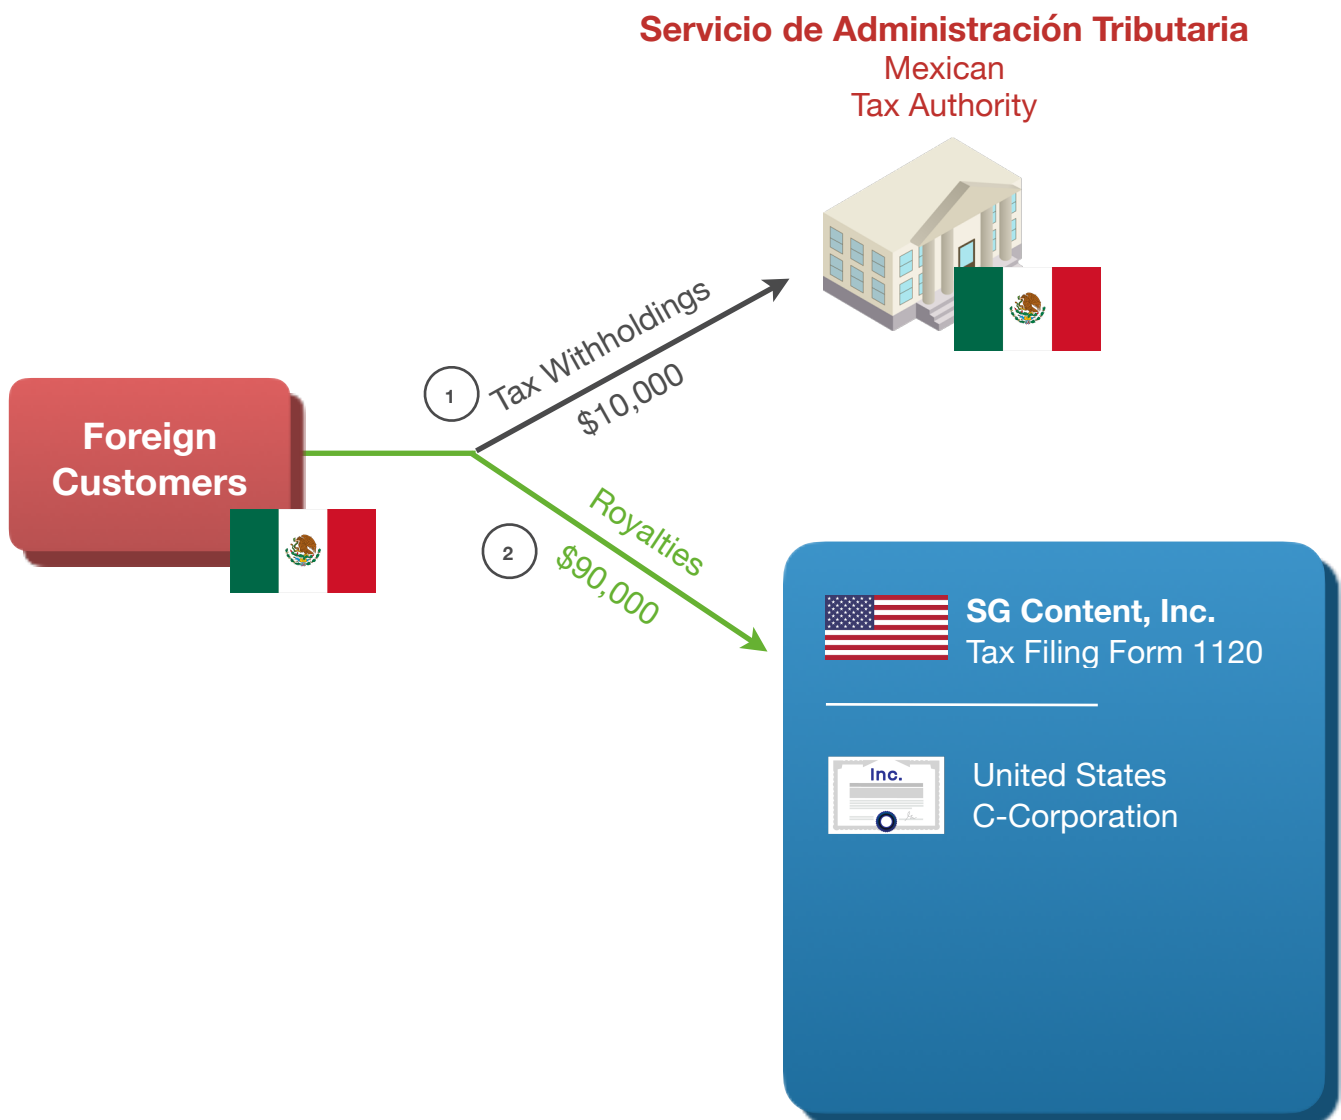 Servicio de Administración Tributaria
Mexican
Tax Authority
1
Tax Withholdings
$10,000
Foreign
Customers
2
Royalties
$90,000
SG Content, Inc.
Tax Filing Form 1120
Inc.
United States
C-Corporation